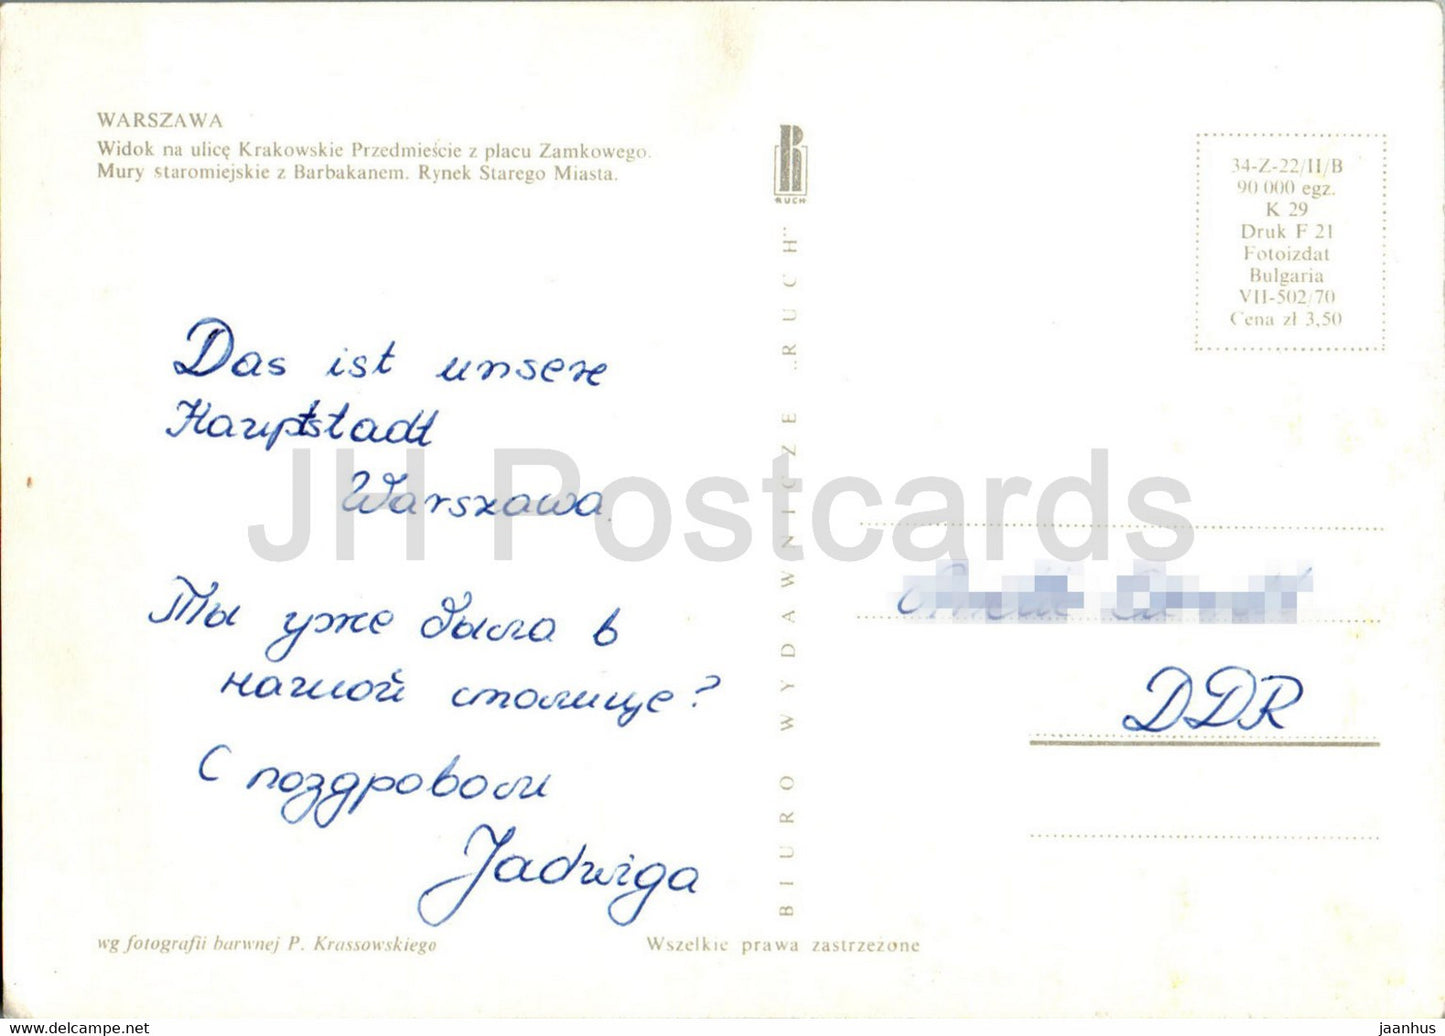 WARSZAWA
Widok na ulicę Krakowskie Przedmieście z placu Zamkowego.
Mury staromiejskie z Barbakanem. Rynek Starego Miasta.
Das ist unsere
Hauptstadt
Warszawa.
Ты уже была в
нашой столице?
С поздровом
Jadwiga
wg fotografii barwnej P. Krassowskiego
Wszelkie prawa zastrzeżone
RUCH
BIURO WYDAWNICZE „RUCH”
34-Z-22/II/B
90 000 egz.
K 29
Druk F 21
Fotoizdat
Bulgaria
VII-502/70
Cena zł 3,50
DDR
JH Postcards
hip-post.com
jaanhus